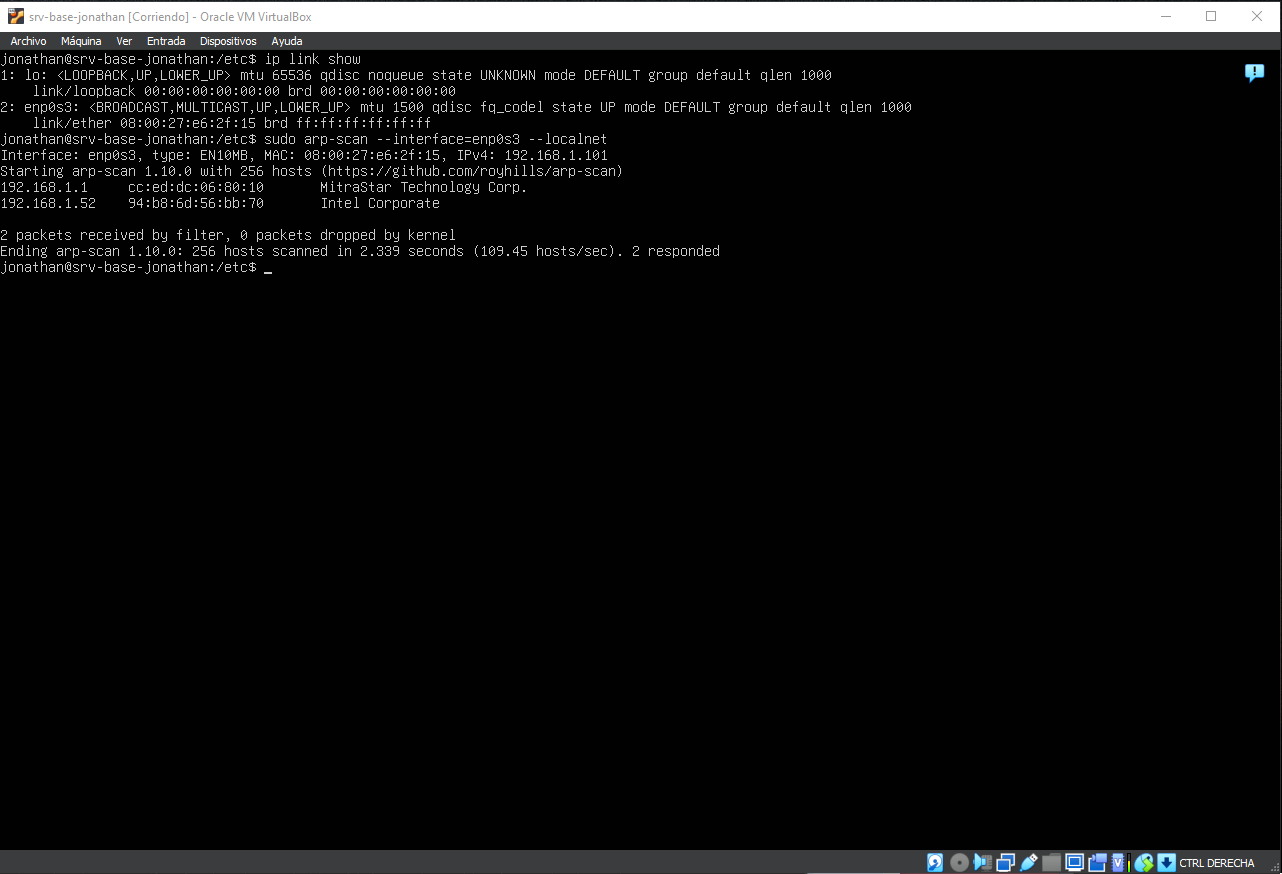 srv-base-jonathan [Corriendo] - Oracle VM VirtualBox
Archivo Máquina Ver Entrada Dispositivos Ayuda
jonathan@srv-base-jonathan:/etc$ ip link show
1: lo: <LOOPBACK,UP,LOWER_UP> mtu 65536 qdisc noqueue state UNKNOWN mode DEFAULT group default qlen 1000
    link/loopback 00:00:00:00:00:00 brd 00:00:00:00:00:00
2: enp0s3: <BROADCAST,MULTICAST,UP,LOWER_UP> mtu 1500 qdisc fq_codel state UP mode DEFAULT group default qlen 1000
    link/ether 08:00:27:e6:2f:15 brd ff:ff:ff:ff:ff:ff
jonathan@srv-base-jonathan:/etc$ sudo arp-scan --interface=enp0s3 --localnet
Interface: enp0s3, type: EN10MB, MAC: 08:00:27:e6:2f:15, IPv4: 192.168.1.101
Starting arp-scan 1.10.0 with 256 hosts (https://github.com/royhills/arp-scan)
192.168.1.1     cc:ed:dc:06:80:10       MitraStar Technology Corp.
192.168.1.52    94:b8:6d:56:bb:70       Intel Corporate
2 packets received by filter, 0 packets dropped by kernel
Ending arp-scan 1.10.0: 256 hosts scanned in 2.339 seconds (109.45 hosts/sec). 2 responded
jonathan@srv-base-jonathan:/etc$ _
CTRL DERECHA